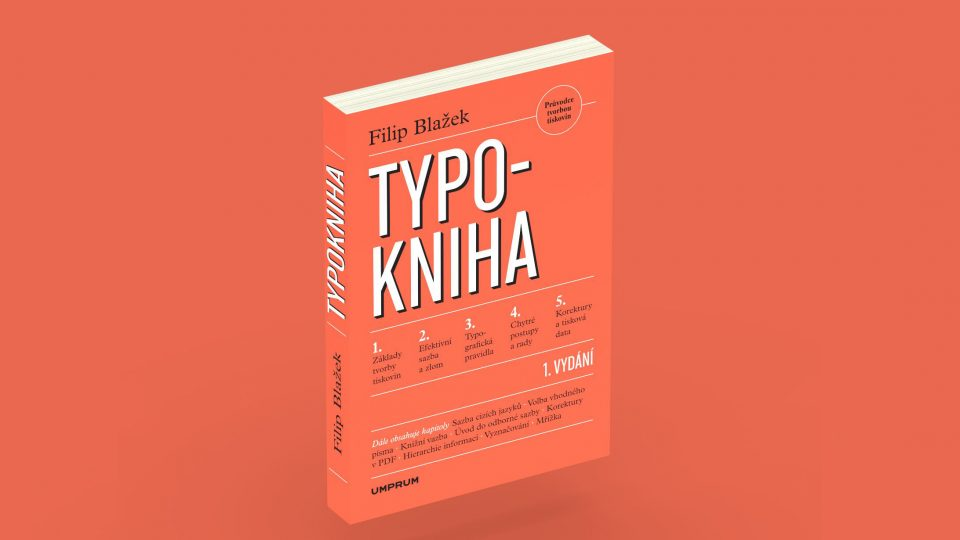 Filip Blažek
Průvodce
tvorbou
tiskovin
TYPO-
KNIHA
1.
Základy
tvorby
tiskovin
2.
Efektivní
sazba
a zlom
3.
Typo-
grafická
pravidla
4.
Chytré
postupy
a rady
5.
Korektury
a tisková
data
1. VYDÁNÍ
Dále obsahuje kapitoly Sazba cizích jazyků Volba vhodného
písma Knižní vazba Úvod do odborné sazby Korektury
v PDF Hierarchie informací Vyznačování Mřížka
UMPRUM
TYPOKNIHA
Filip Blažek